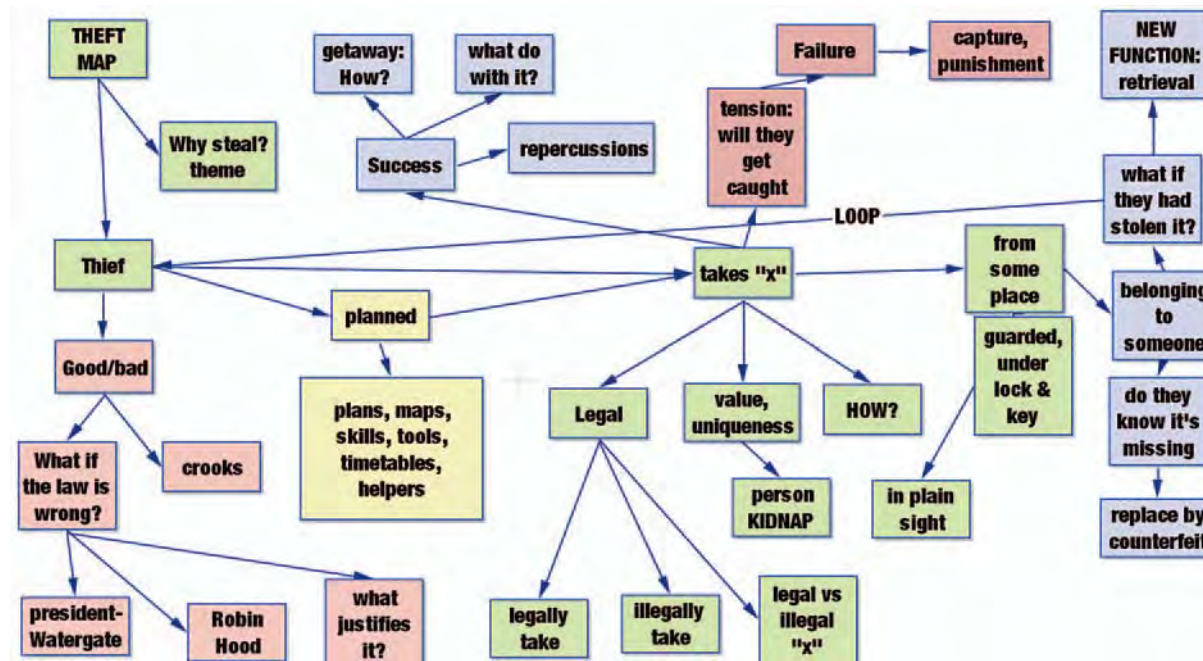 THEFT
MAP
Why steal?
theme
getaway:
How?
what do
with it?
Success
repercussions
Failure
capture,
punishment
tension:
will they
get
caught
NEW
FUNCTION:
retrieval
what if
they had
stolen it?
LOOP
Thief
planned
takes "x"
from
some
place
guarded,
under
lock &
key
belonging
to
someone
do they
know it's
missing
replace by
counterfeit
in plain
sight
Good/bad
What if
the law is
wrong?
crooks
president-
Watergate
Robin
Hood
what
justifies
it?
plans, maps,
skills, tools,
timetables,
helpers
Legal
value,
uniqueness
HOW?
person
KIDNAP
legally
take
illegally
take
legal vs
illegal
"x"